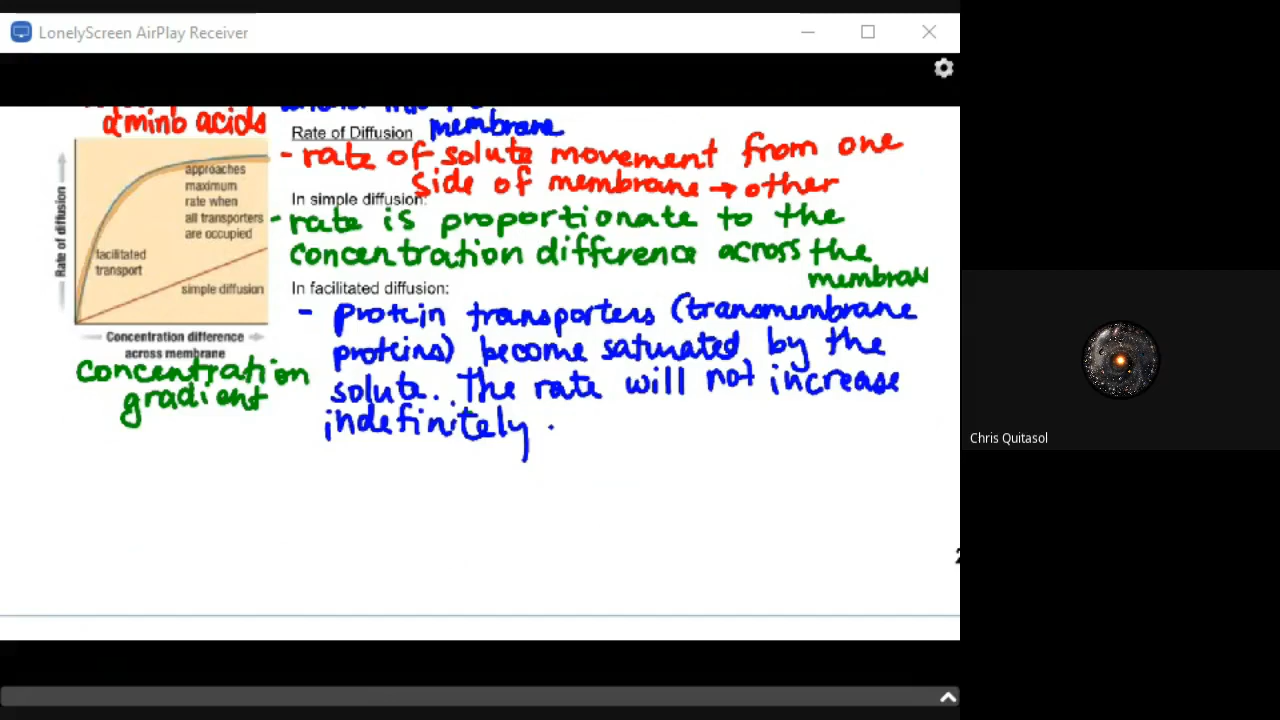 LonelyScreen AirPlay Receiver
amino acids
membrane
Rate of Diffusion
- rate of solute movement from one
side of membrane → other
In simple diffusion:
- rate is proportionate to the
concentration difference across the
membran
In facilitated diffusion:
- protein transporters (transmembrane
proteins) become saturated by the
solute. The rate will not increase
indefinitely.
Rate of diffusion
approaches
maximum
rate when
all transporters
are occupied
facilitated
transport
simple diffusion
Concentration difference
across membrane
concentration
gradient
Chris Quitasol